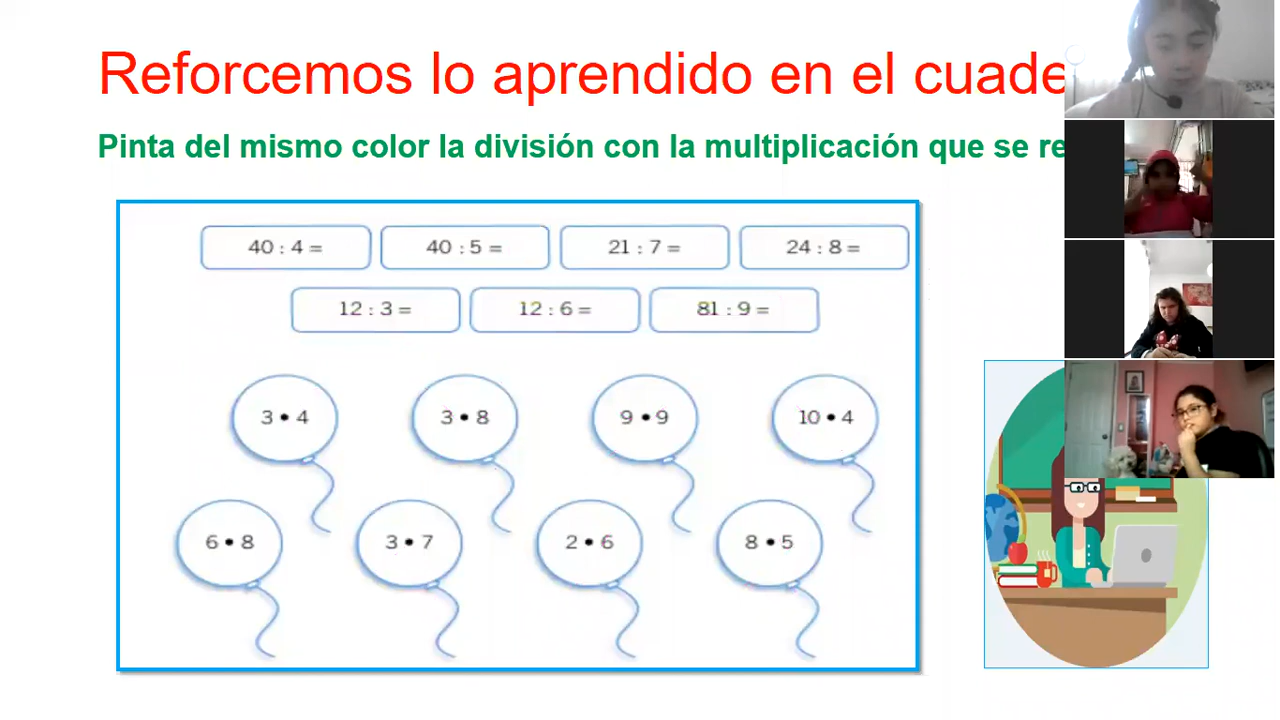 Reforcemos lo aprendido en el cuade
Pinta del mismo color la división con la multiplicación que se re
40 : 4 = 40 : 5 = 21 : 7 = 24 : 8 =
12 : 3 = 12 : 6 = 81 : 9 =
3 • 4 3 • 8 9 • 9 10 • 4
6 • 8 3 • 7 2 • 6 8 • 5